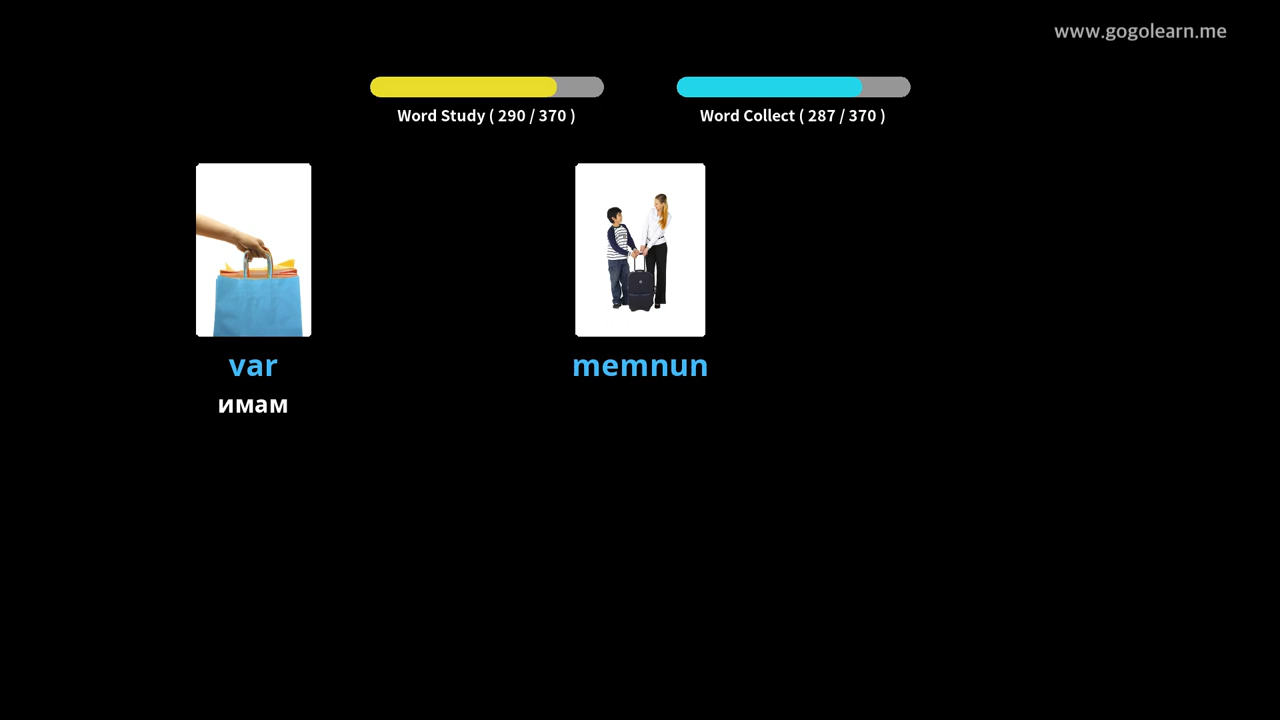 www.gogolearn.me
Word Study ( 290 / 370 )
Word Collect ( 287 / 370 )
var
имам
memnun